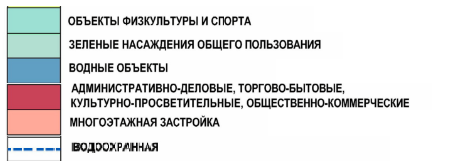 ОБЪЕКТЫ ФИЗКУЛЬТУРЫ И СПОРТА
ЗЕЛЕНЫЕ НАСАЖДЕНИЯ ОБЩЕГО ПОЛЬЗОВАНИЯ
ВОДНЫЕ ОБЪЕКТЫ
АДМИНИСТРАТИВНО-ДЕЛОВЫЕ, ТОРГОВО-БЫТОВЫЕ,
КУЛЬТУРНО-ПРОСВЕТИТЕЛЬНЫЕ, ОБЩЕСТВЕННО-КОММЕРЧЕСКИЕ
МНОГОЭТАЖНАЯ ЗАСТРОЙКА
ВОДООХРАННАЯ